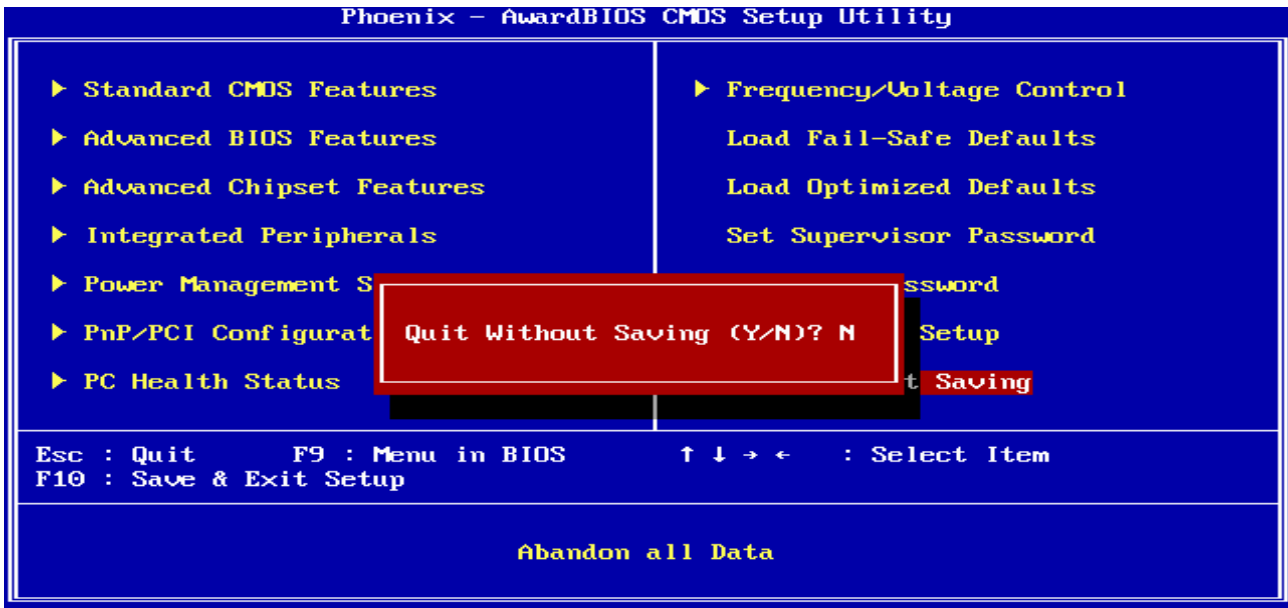 Phoenix - AwardBIOS CMOS Setup Utility
Standard CMOS Features
Advanced BIOS Features
Advanced Chipset Features
Integrated Peripherals
Power Management S
PnP/PCI Configurat
PC Health Status
Frequency/Voltage Control
Load Fail-Safe Defaults
Load Optimized Defaults
Set Supervisor Password
ssword
Setup
t Saving
Quit Without Saving (Y/N)? N
Esc : Quit F9 : Menu in BIOS ↑ ↓ → ← : Select Item
F10 : Save & Exit Setup
Abandon all Data